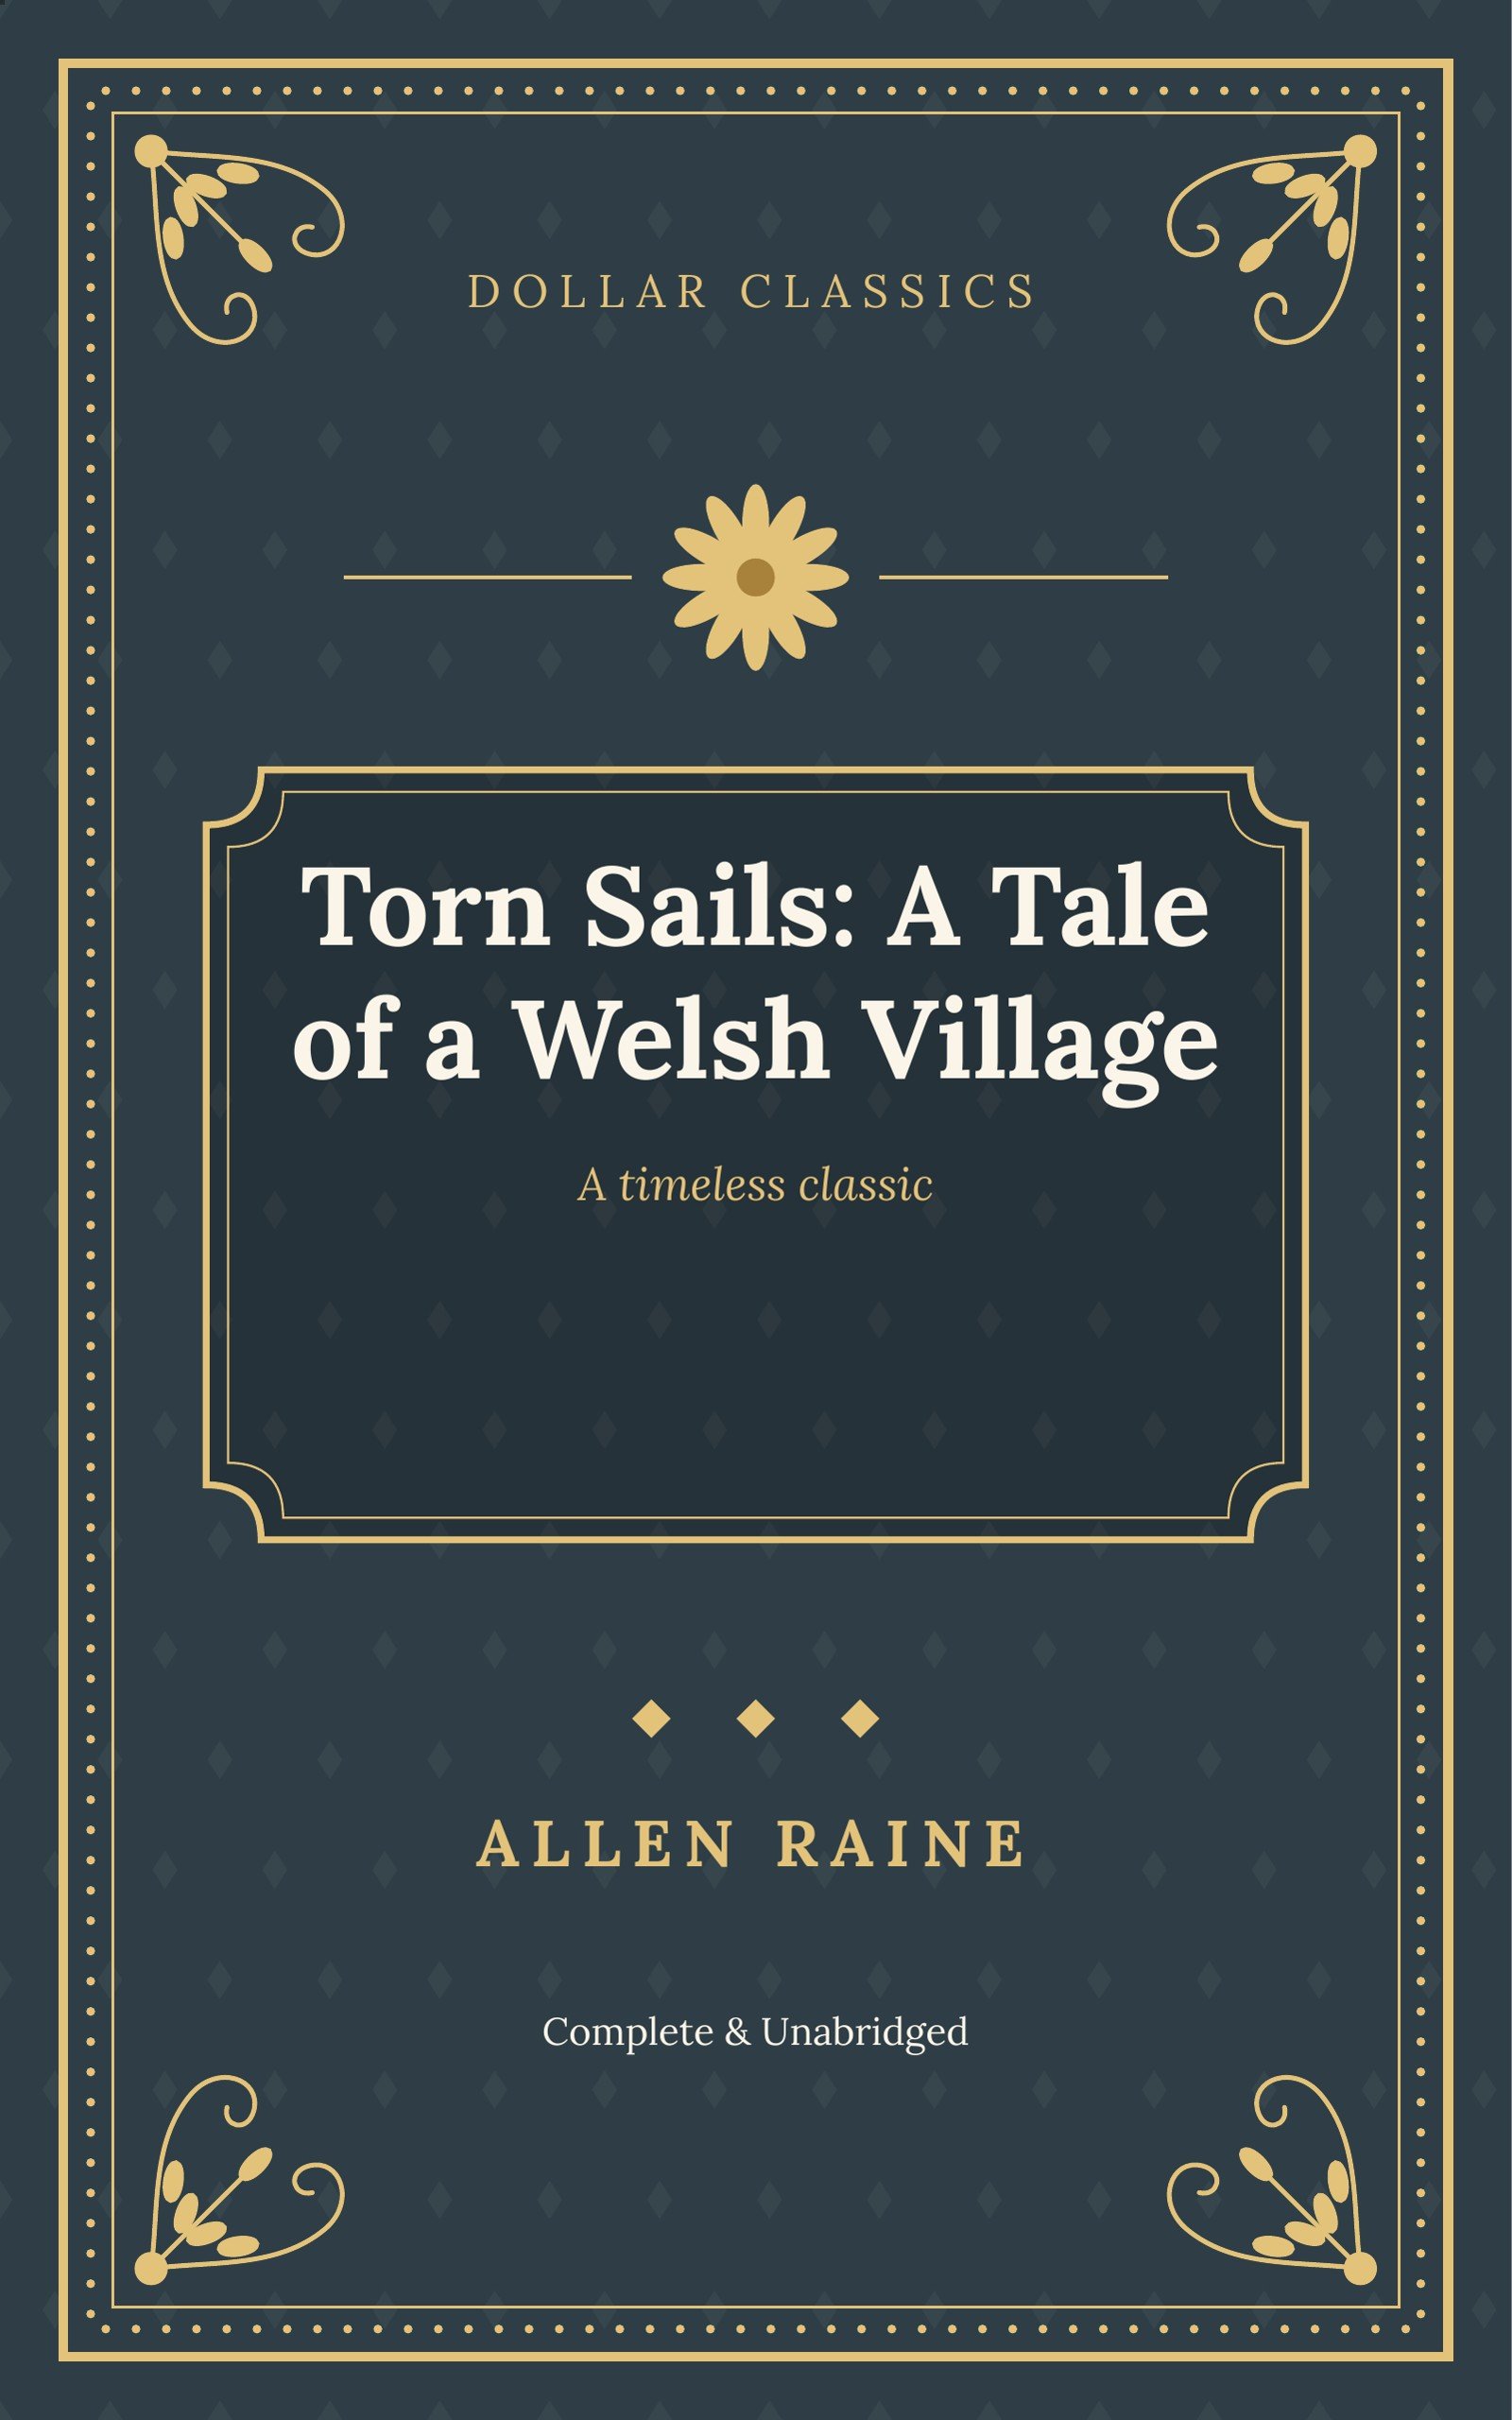 DOLLAR CLASSICS
Torn Sails: A Tale
of a Welsh Village
A timeless classic
ALLEN RAINE
Complete & Unabridged